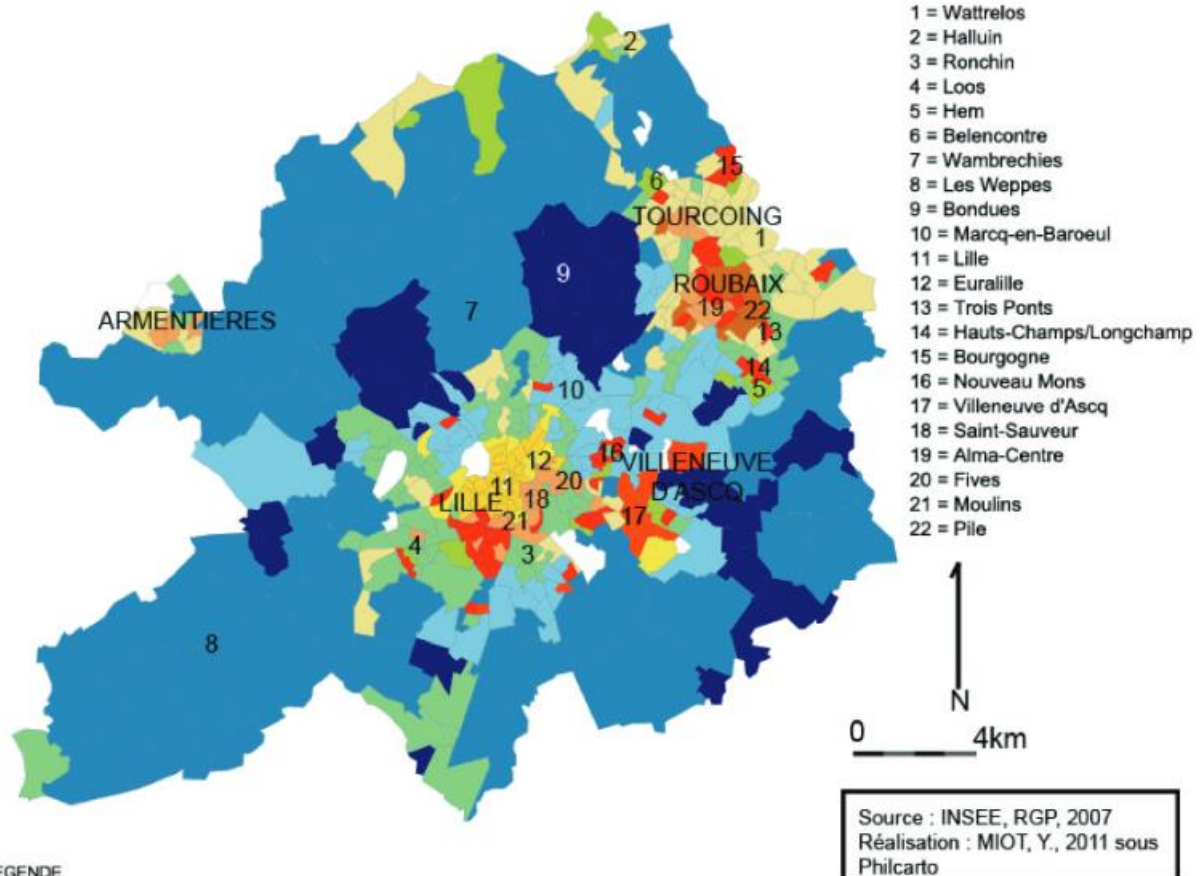 1 = Wattrelos
2 = Halluin
3 = Ronchin
4 = Loos
5 = Hem
6 = Belencontre
7 = Wambrechies
8 = Les Weppes
9 = Bondues
10 = Marcq-en-Baroeul
11 = Lille
12 = Euralille
13 = Trois Ponts
14 = Hauts-Champs/Longchamp
15 = Bourgogne
16 = Nouveau Mons
17 = Villeneuve d'Ascq
18 = Saint-Sauveur
19 = Alma-Centre
20 = Fives
21 = Moulins
22 = Pile
2
15
6
TOURCOING
1
9
ROUBAIX
7
19
22
ARMENTIERES
13
14
10
5
12
16
VILLENEUVE
D'ASCQ
20
11
LILLE
18
17
21
4
3
8
N
0
4km
Source : INSEE, RGP, 2007
Réalisation : MIOT, Y., 2011 sous
Philcarto
EGENDE